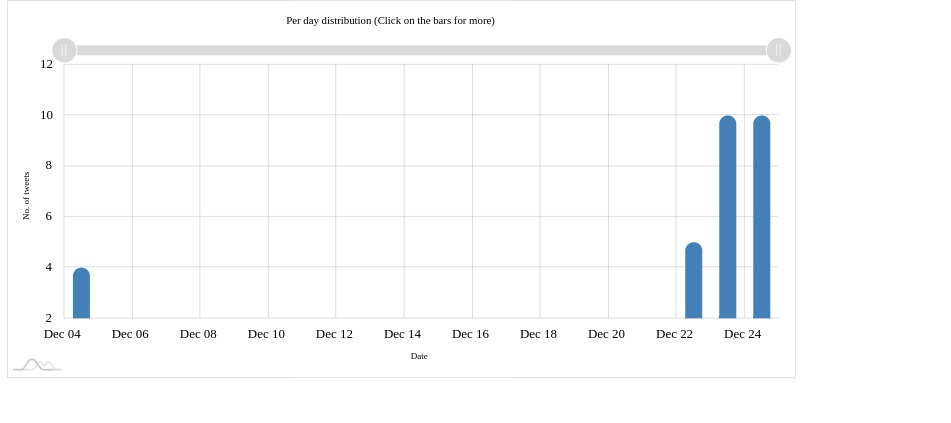 Per day distribution (Click on the bars for more)
12
10
8
6
4
2
No. of tweets
Dec 04 Dec 06 Dec 08 Dec 10 Dec 12 Dec 14 Dec 16 Dec 18 Dec 20 Dec 22 Dec 24
Date